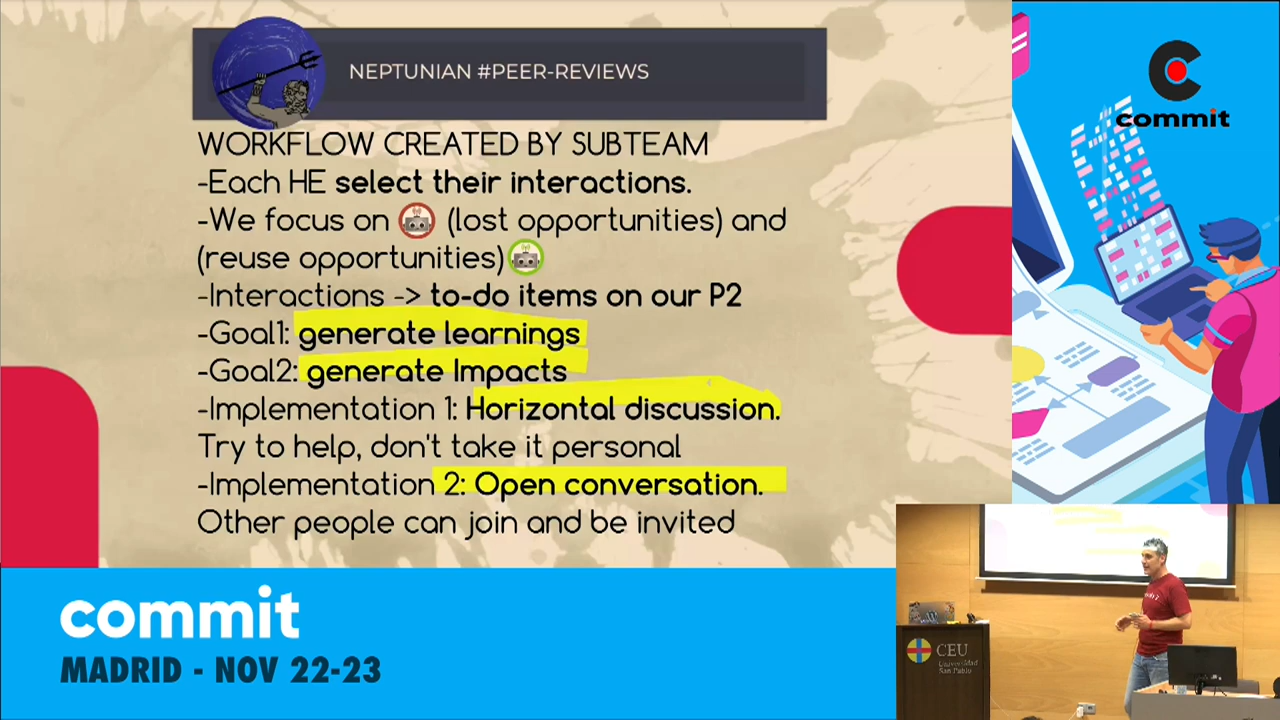 NEPTUNIAN #PEER-REVIEWS
WORKFLOW CREATED BY SUBTEAM
-Each HE select their interactions.
-We focus on (lost opportunities) and
(reuse opportunities)
-Interactions -> to-do items on our P2
-Goal1: generate learnings
-Goal2: generate Impacts
-Implementation 1: Horizontal discussion.
Try to help, don't take it personal
-Implementation 2: Open conversation.
Other people can join and be invited
commit
commit
MADRID - NOV 22-23
CEU
Universidad
San Pablo